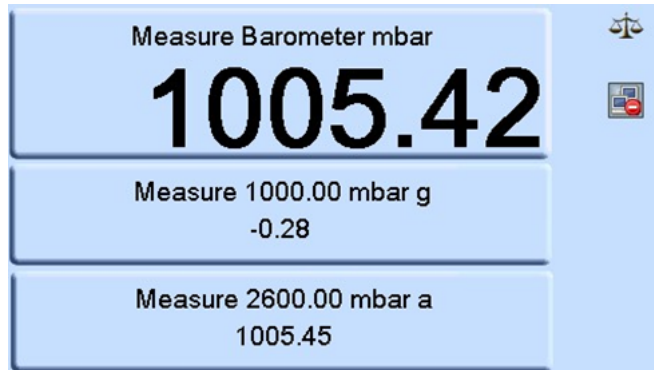 Measure Barometer mbar
1005.42
Measure 1000.00 mbar g
-0.28
Measure 2600.00 mbar a
1005.45